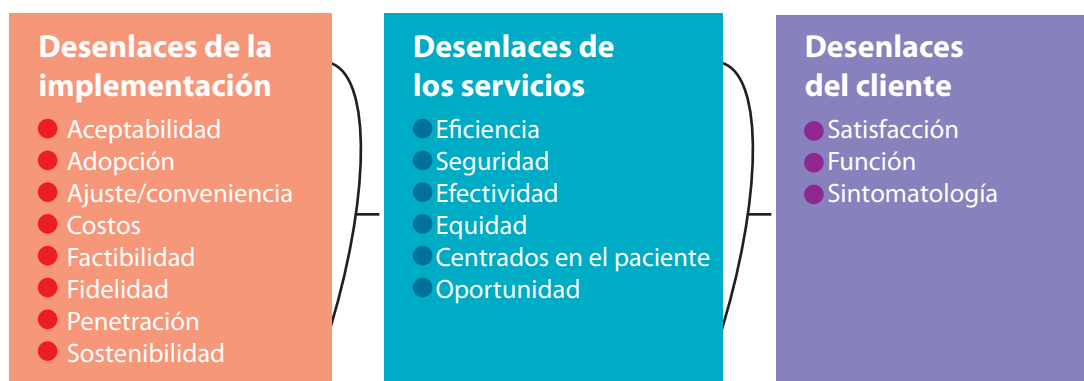 Desenlaces de la
implementación
Aceptabilidad
Adopción
Ajuste/conveniencia
Costos
Factibilidad
Fidelidad
Penetración
Sostenibilidad
Desenlaces de
los servicios
Eficiencia
Seguridad
Efectividad
Equidad
Centrados en el paciente
Oportunidad
Desenlaces
del cliente
Satisfacción
Función
Sintomatología